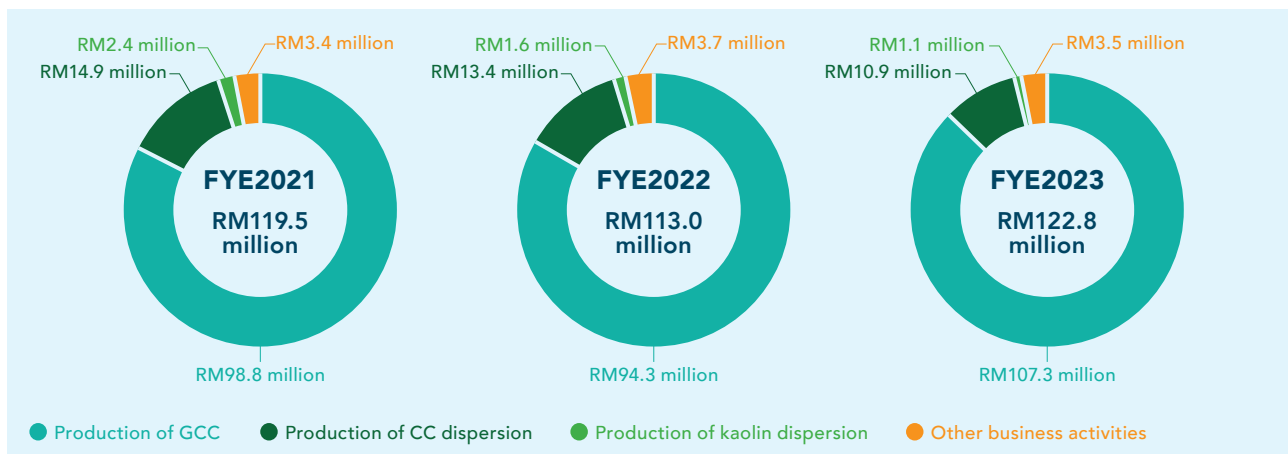 RM2.4 million
RM3.4 million
RM14.9 million
FYE2021
RM119.5
million
RM98.8 million
RM1.6 million
RM3.7 million
RM13.4 million
FYE2022
RM113.0
million
RM94.3 million
RM1.1 million
RM3.5 million
RM10.9 million
FYE2023
RM122.8
million
RM107.3 million
Production of GCC
Production of CC dispersion
Production of kaolin dispersion
Other business activities